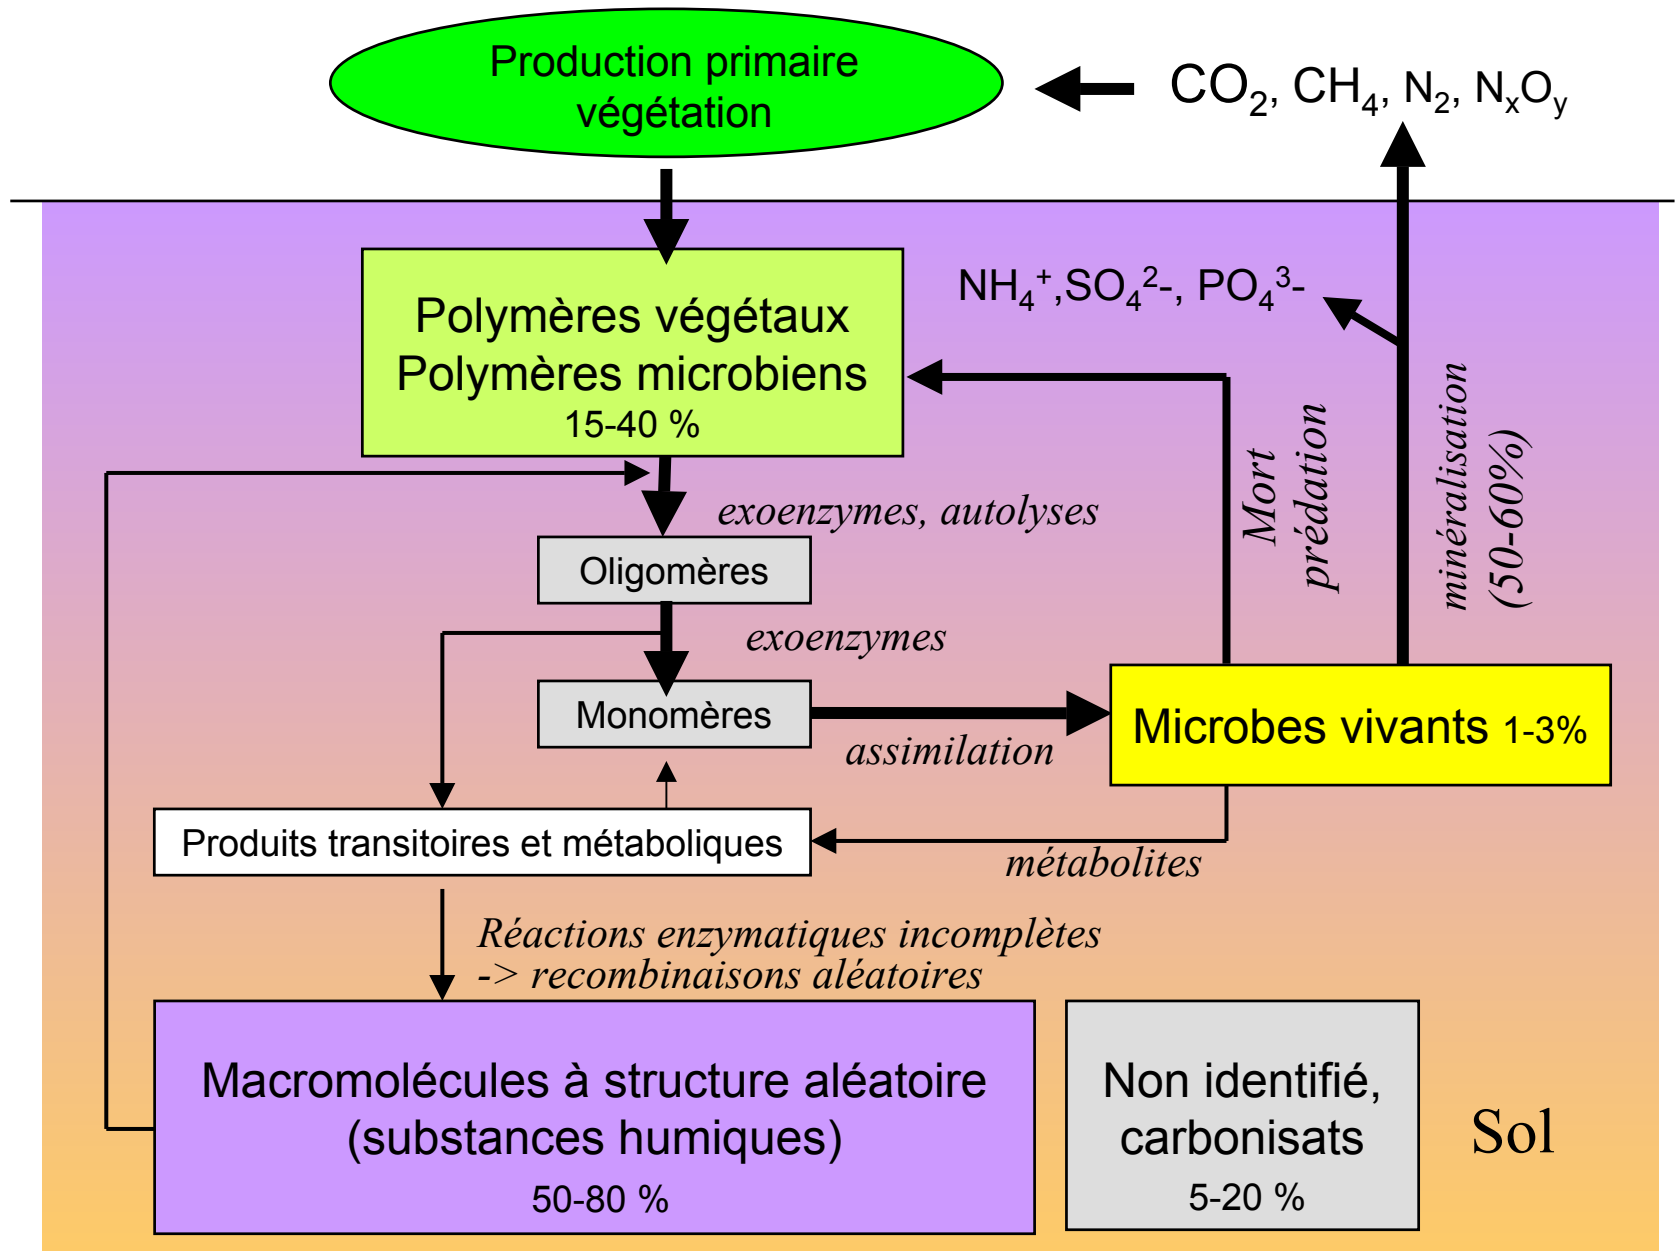 Production primaire
végétation
CO₂, CH₄, N₂, NₓOᵧ
NH₄⁺,SO₄²-, PO₄³-
Polymères végétaux
Polymères microbiens
15-40 %
Mort
prédation
minéralisation
(50-60%)
exoenzymes, autolyses
Oligomères
exoenzymes
Monomères
assimilation
Microbes vivants 1-3%
Produits transitoires et métaboliques
métabolites
Réactions enzymatiques incomplètes
-> recombinaisons aléatoires
Macromolécules à structure aléatoire
(substances humiques)
50-80 %
Non identifié,
carbonisats
5-20 %
Sol